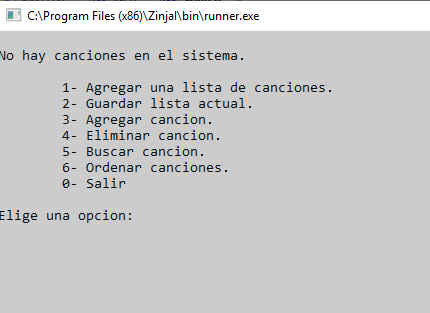 C:\Program Files (x86)\Zinjal\bin\runner.exe
No hay canciones en el sistema.
1- Agregar una lista de canciones.
2- Guardar lista actual.
3- Agregar cancion.
4- Eliminar cancion.
5- Buscar cancion.
6- Ordenar canciones.
0- Salir
Elige una opcion: